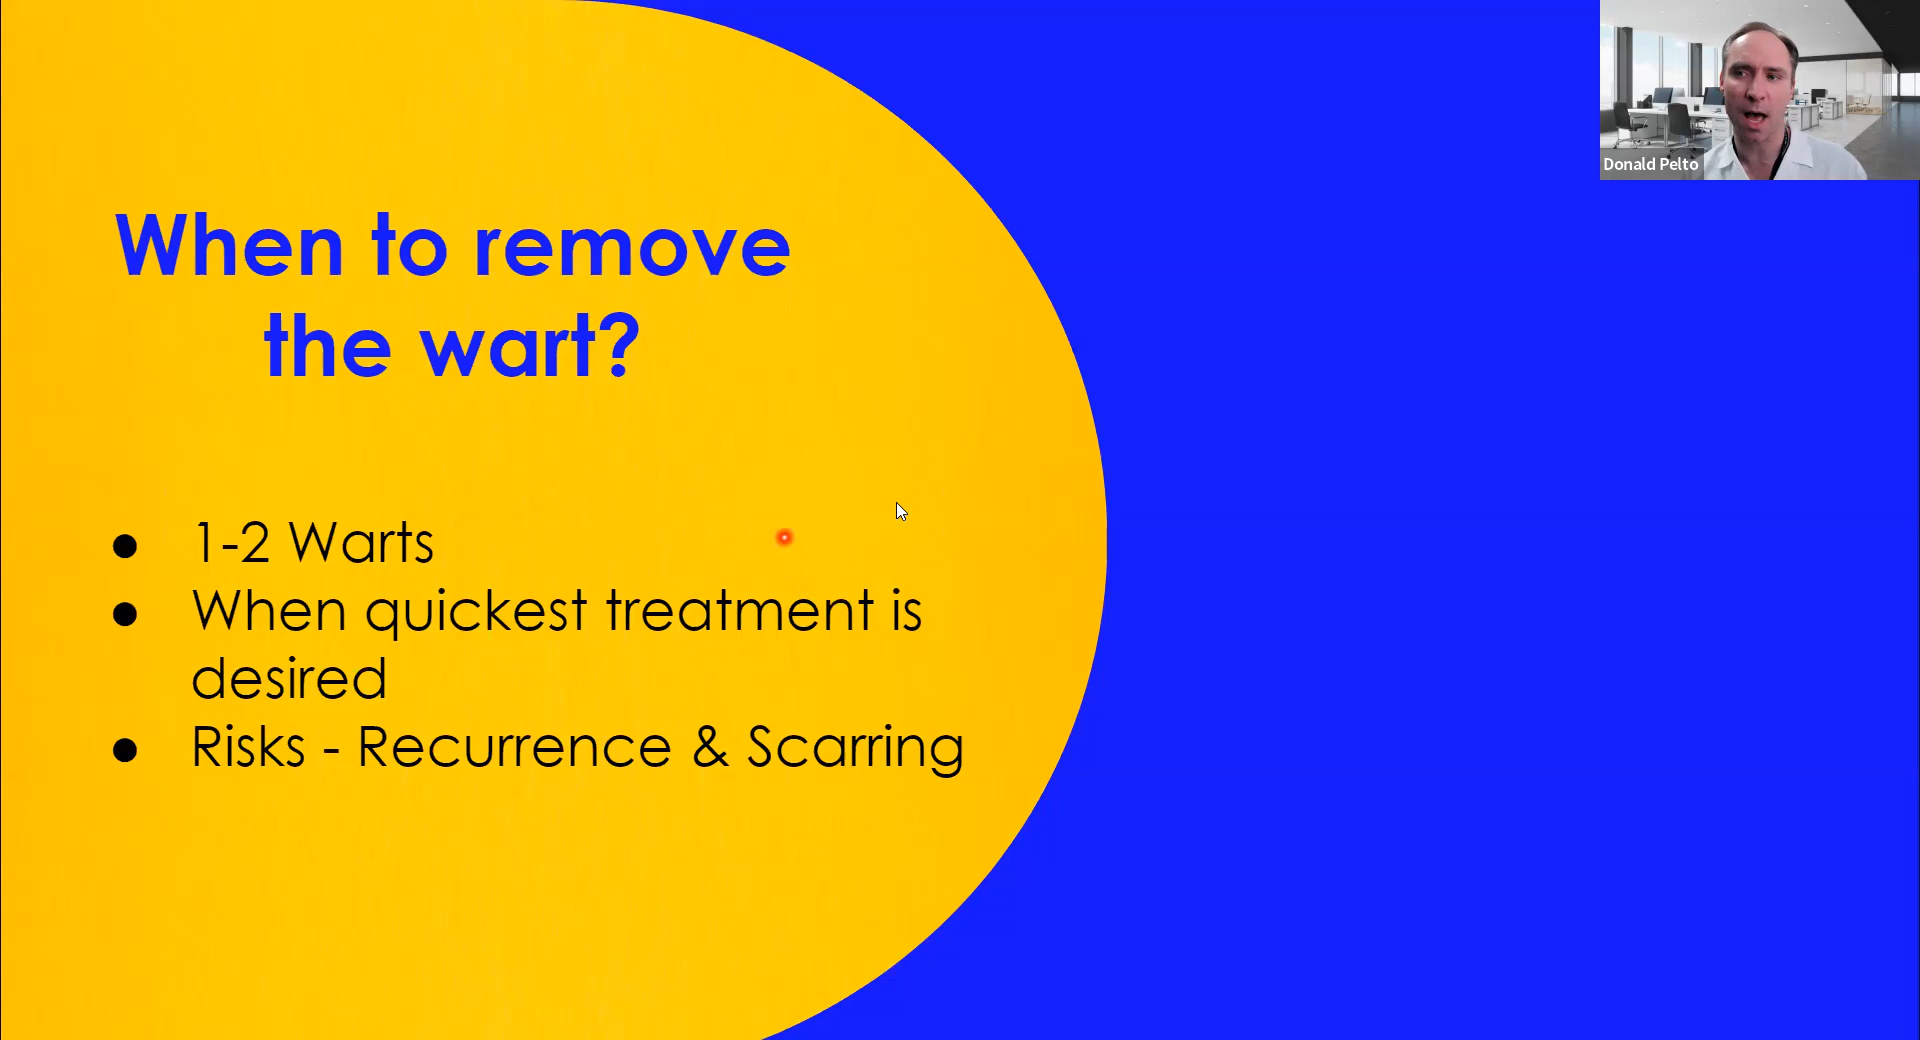 When to remove
the wart?
● 1-2 Warts
● When quickest treatment is
desired
● Risks - Recurrence & Scarring
Donald Pelto